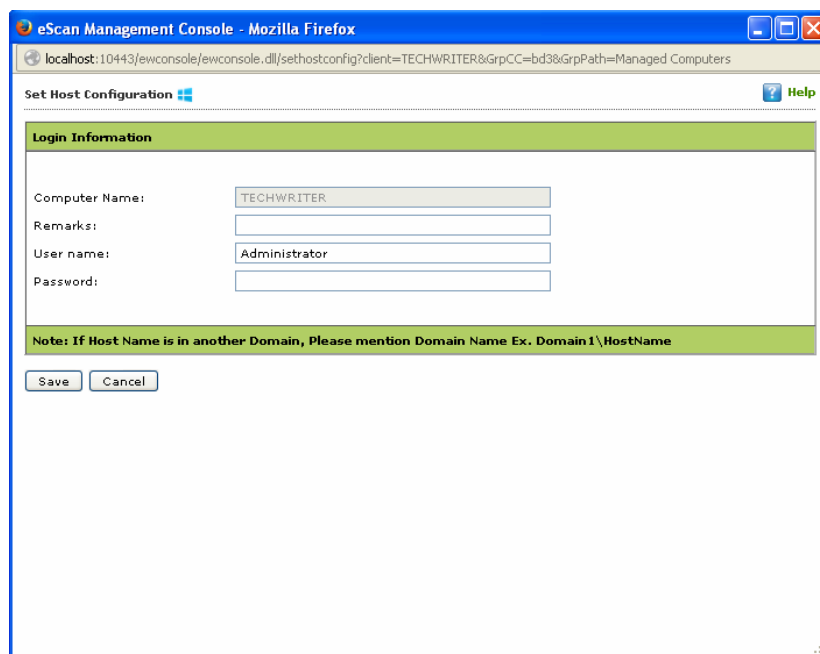 eScan Management Console - Mozilla Firefox
localhost:10443/ewconsole/ewconsole.dll/sethostconfig?client=TECHWRITER&GrpCC=bd3&GrpPath=Managed Computers
Set Host Configuration
? Help
Login Information
Computer Name: TECHWRITER
Remarks:
User name: Administrator
Password:
Note: If Host Name is in another Domain, Please mention Domain Name Ex. Domain1\HostName
Save Cancel